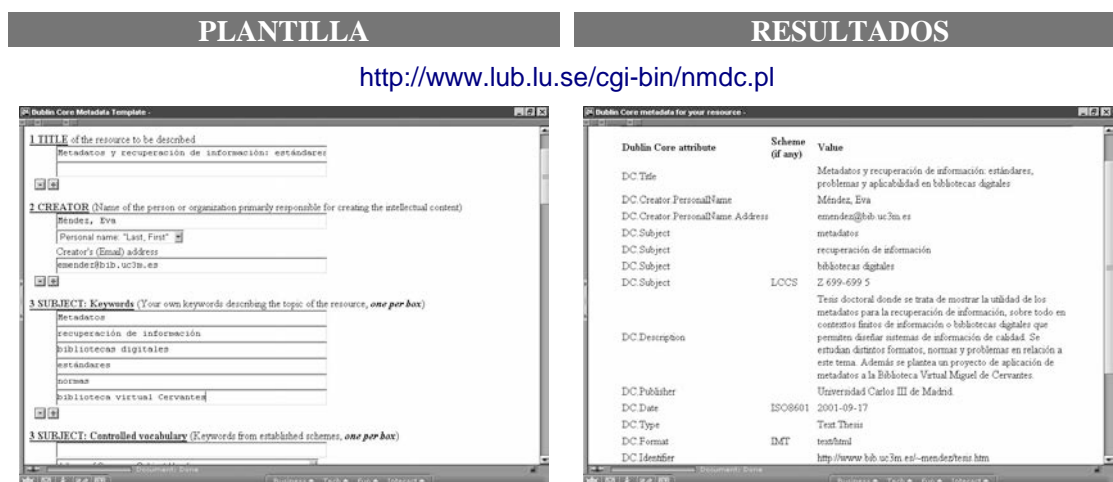 PLANTILLA
RESULTADOS
http://www.lub.lu.se/cgi-bin/nmdc.pl
Dublin Core Metadata Template -
1 TITLE of the resource to be described
Metadatos y recuperación de información: estándares
2 CREATOR (Name of the person or organization primarily responsible for creating the intellectual content)
Méndez, Eva
Personal name: "Last, First"
Creator's (Email) address
emendez@bib.uc3m.es
3 SUBJECT: Keywords (Your own keywords describing the topic of the resource, one per box)
Metadatos
recuperación de información
bibliotecas digitales
estándares
normas
biblioteca virtual Cervantes
3 SUBJECT: Controlled vocabulary (Keywords from established schemes, one per box)
Document: Done
Business Tech Fun Interact
Dublin Core metadata for your resource -
Dublin Core attribute Scheme (if any) Value
DC.Title Metadatos y recuperación de información: estándares,
problemas y aplicabilidad en bibliotecas digitales
DC.Creator.PersonalName Méndez, Eva
DC.Creator.PersonalName.Address emendez@bib.uc3m.es
DC.Subject metadatos
DC.Subject recuperación de información
DC.Subject bibliotecas digitales
DC.Subject LCCS Z 699-699.5
DC.Description Tesis doctoral donde se trata de mostrar la utilidad de los
metadatos para la recuperación de información, sobre todo en
contextos finitos de información o bibliotecas digitales que
permiten diseñar sistemas de información de calidad. Se
estudian distintos formatos, normas y problemas en relación a
este tema. Además se plantea un proyecto de aplicación de
metadatos a la Biblioteca Virtual Miguel de Cervantes.
DC.Publisher Universidad Carlos III de Madrid.
DC.Date ISO8601 2001-09-17
DC.Type Text.Thesis
DC.Format IMT text/html
DC.Identifier http://www.bib.uc3m.es/~mendez/tesis.htm
Document: Done
Business Tech Fun Interact